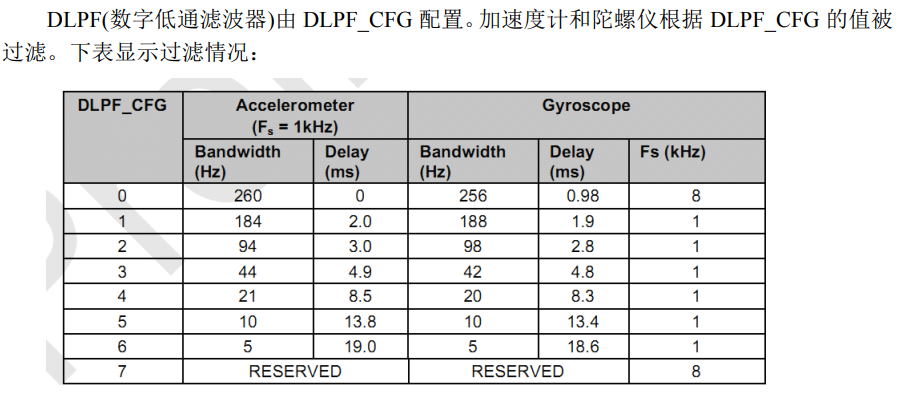 DLPF(数字低通滤波器)由 DLPF_CFG 配置。加速度计和陀螺仪根据 DLPF_CFG 的值被
过滤。下表显示过滤情况：
DLPF_CFG Accelerometer (Fs = 1kHz) Gyroscope
Bandwidth (Hz) Delay (ms) Bandwidth (Hz) Delay (ms) Fs (kHz)
0 260 0 256 0.98 8
1 184 2.0 188 1.9 1
2 94 3.0 98 2.8 1
3 44 4.9 42 4.8 1
4 21 8.5 20 8.3 1
5 10 13.8 10 13.4 1
6 5 19.0 5 18.6 1
7 RESERVED RESERVED 8